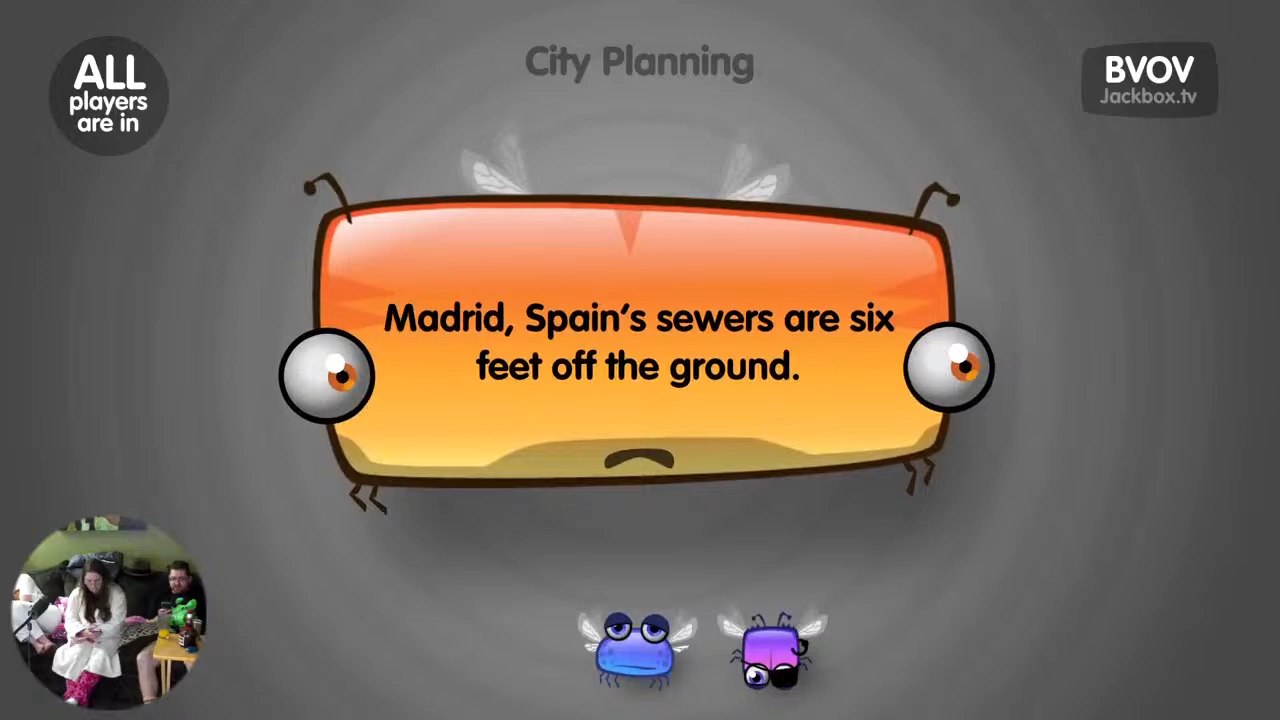 ALL
players
are in
City Planning
BVOV
Jackbox.tv
Madrid, Spain's sewers are six
feet off the ground.